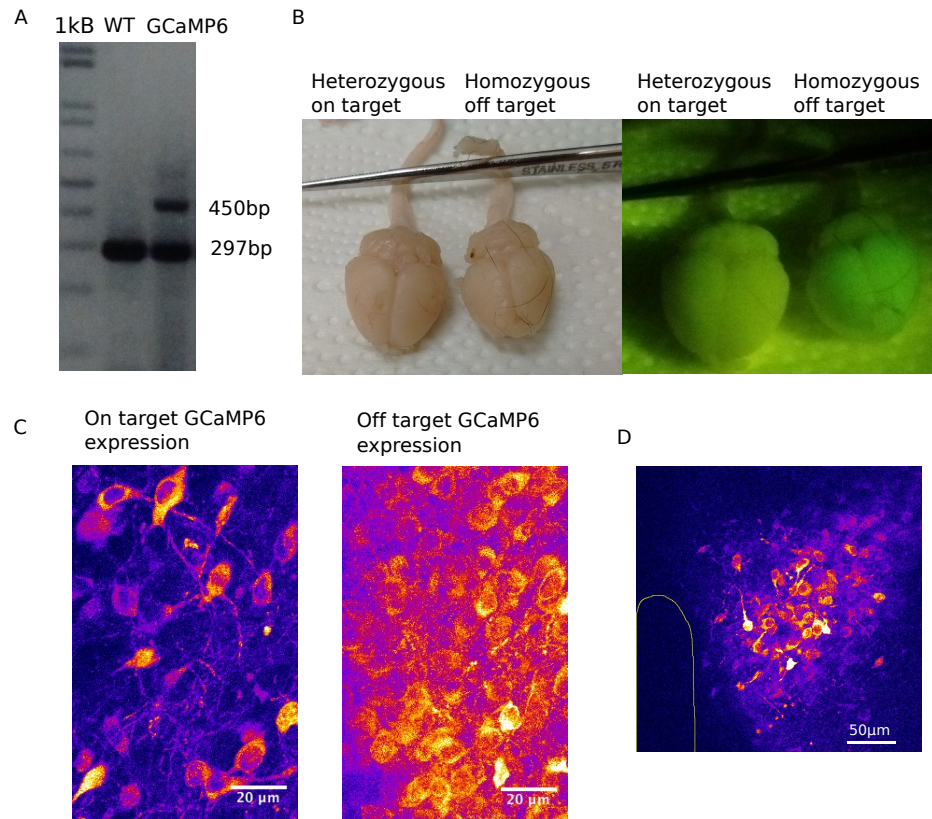 A
1kB WT GCaMP6
450bp
297bp
B
Heterozygous
on target
Homozygous
off target
Heterozygous
on target
Homozygous
off target
STAINLESS
C
On target GCaMP6
expression
20 µm
Off target GCaMP6
expression
20 µm
D
50µm